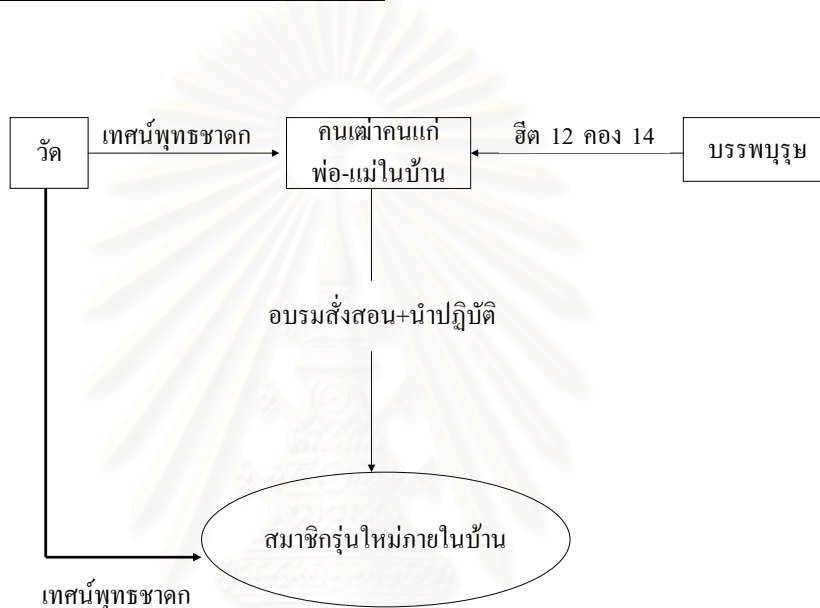 วัด
เทศน์พุทธชาดก
คนเฒ่าคนแก่
พ่อ-แม่ในบ้าน
ฮีต 12 คอง 14
บรรพบุรุษ
อบรมสั่งสอน+นำปฏิบัติ
สมาชิกรุ่นใหม่ภายในบ้าน
เทศน์พุทธชาดก